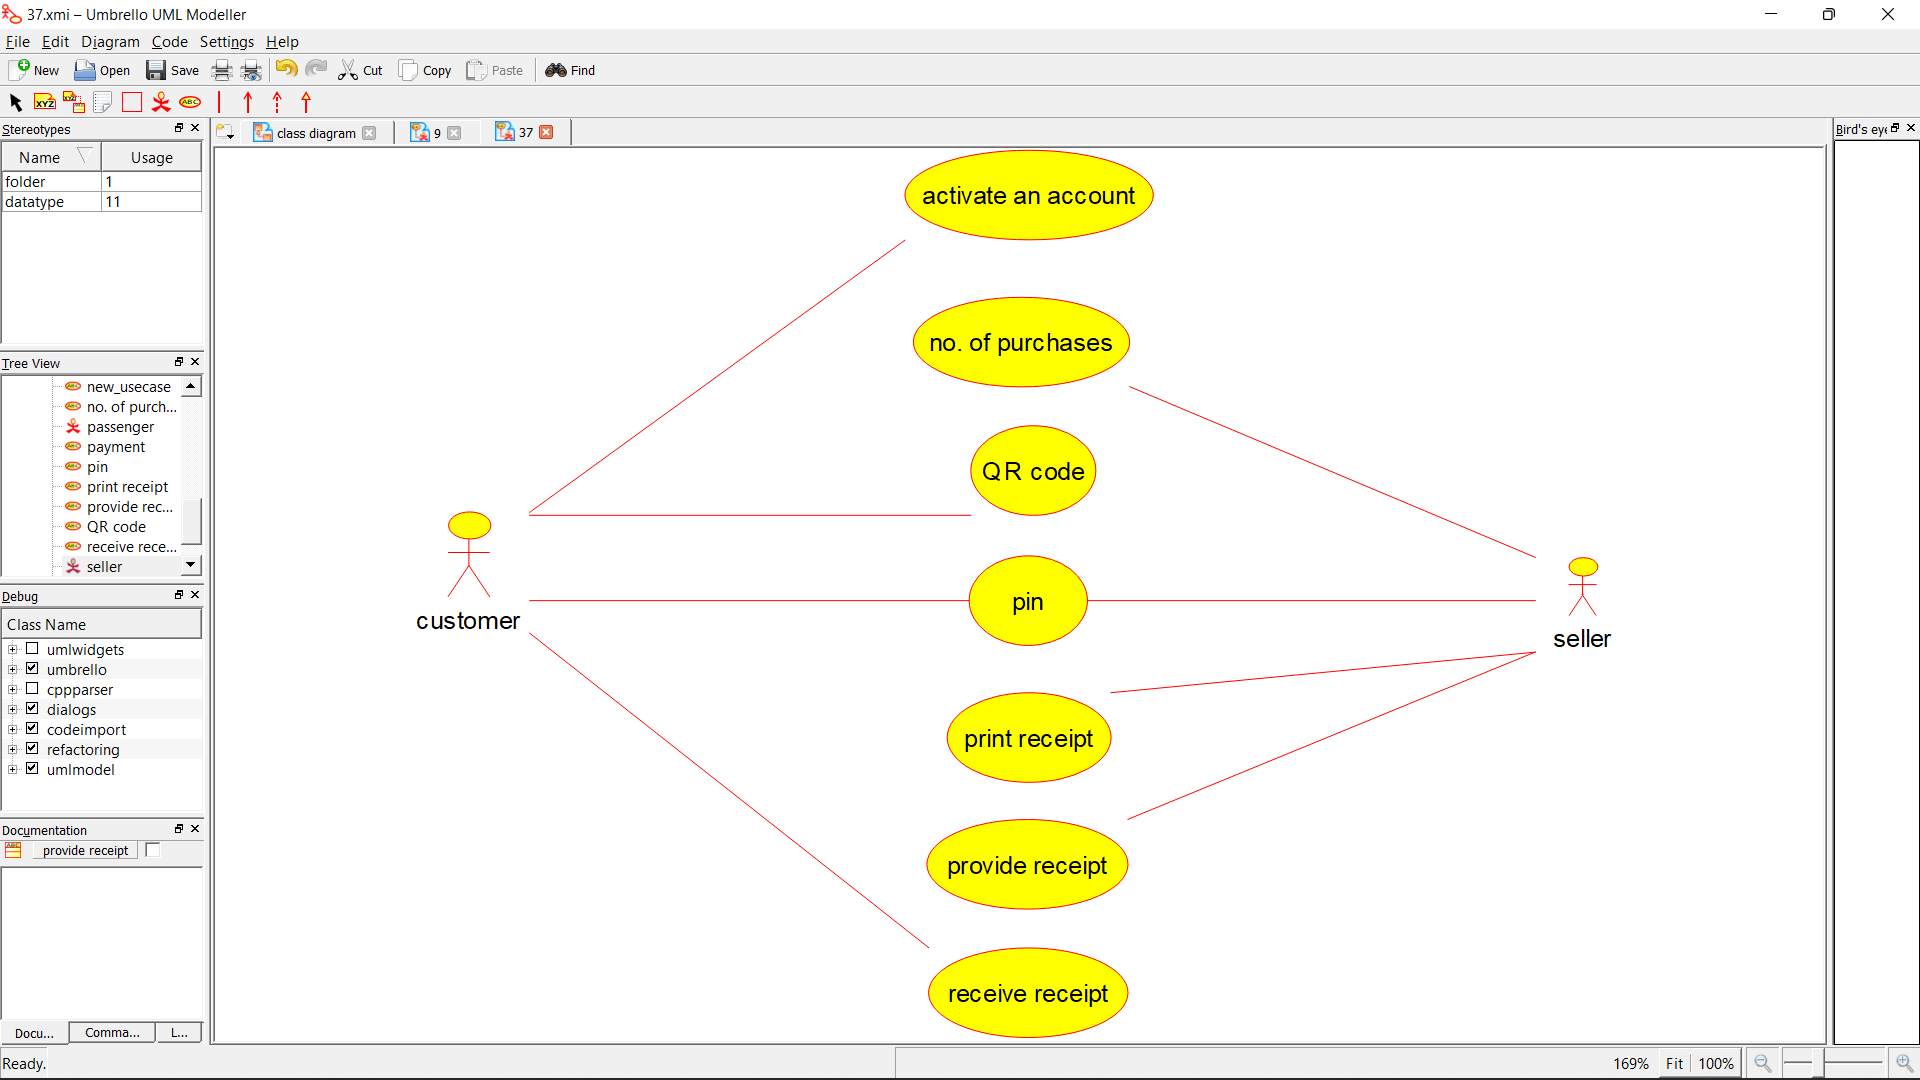 37.xmi – Umbrello UML Modeller
File Edit Diagram Code Settings Help
New Open Save Cut Copy Paste Find
XYZ XYZ ABC
Stereotypes
Name Usage
folder 1
datatype 11
Tree View
new_usecase
no. of purch...
passenger
payment
pin
print receipt
provide rec...
QR code
receive rece...
seller
Debug
Class Name
umlwidgets
umbrello
cppparser
dialogs
codeimport
refactoring
umlmodel
Documentation
provide receipt
Docu... Comma... L...
class diagram 9 37
activate an account
no. of purchases
QR code
pin
print receipt
provide receipt
receive receipt
customer
seller
Bird's eye
Ready.
169% Fit 100%